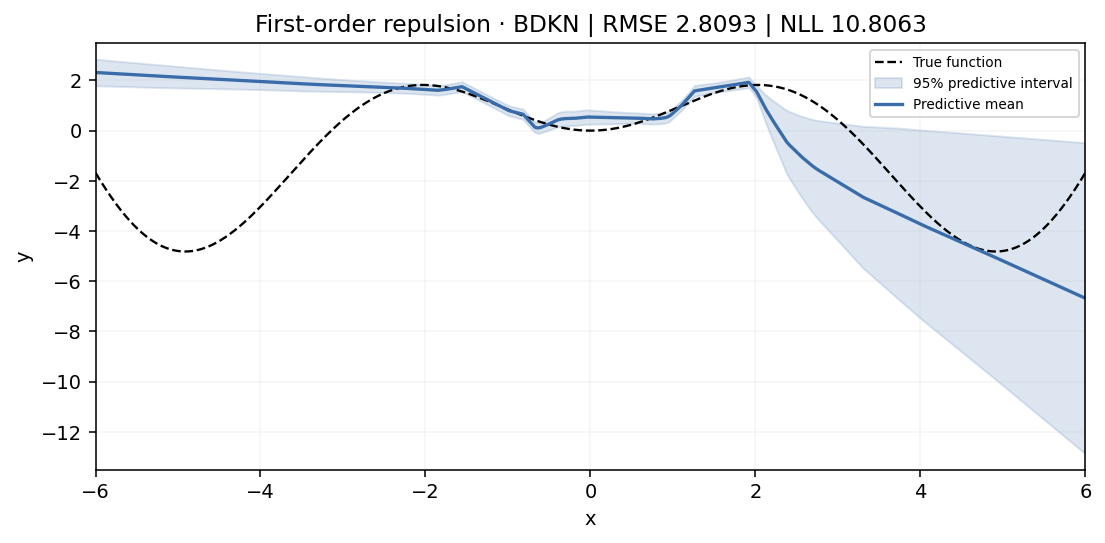 First-order repulsion · BDKN | RMSE 2.8093 | NLL 10.8063
True function
95% predictive interval
Predictive mean
y
2
0
−2
−4
−6
−8
−10
−12
−6
−4
−2
0
2
4
6
x